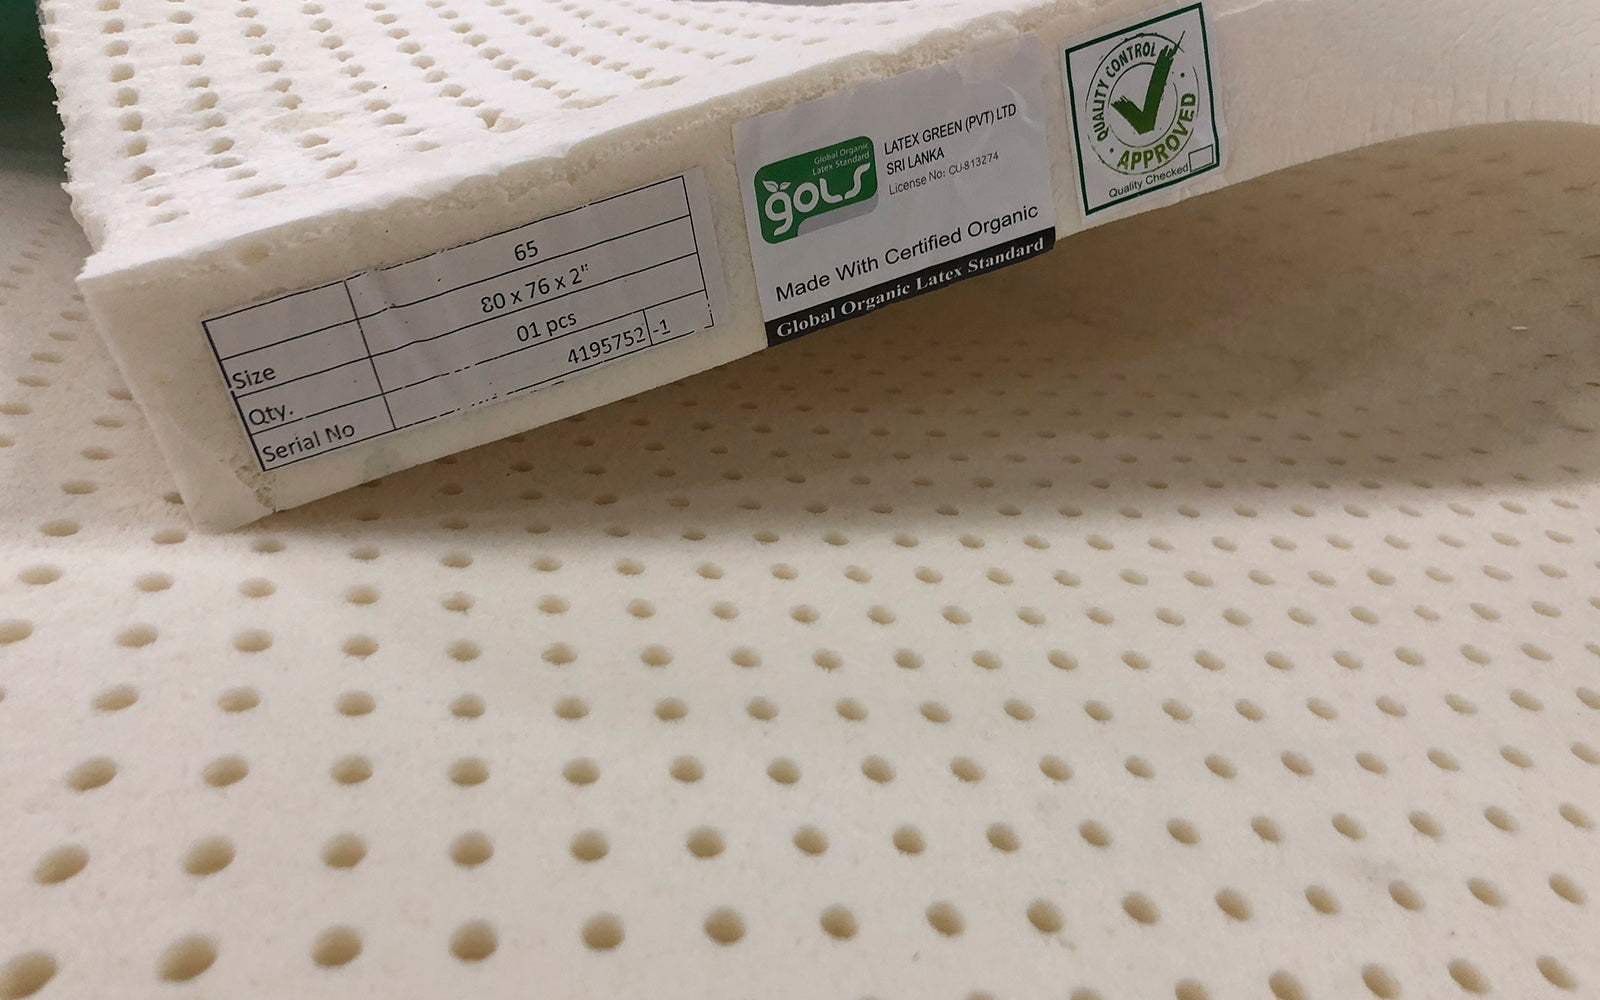 65
Size 80 x 76 x 2"
Qty. 01 pcs
Serial No 4195752 -1
Global Organic
Latex Standard
gols
LATEX GREEN (PVT) LTD
SRI LANKA
License No: CU-813274
Made With Certified Organic
Global Organic Latex Standard
QUALITY CONTROL
APPROVED
Quality Checked